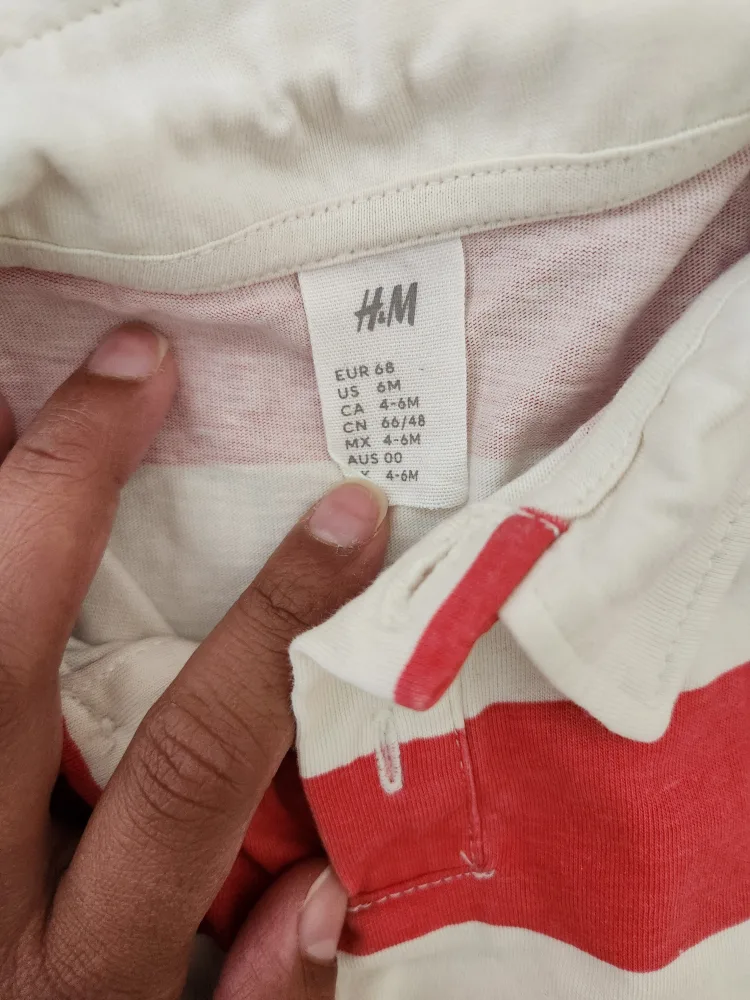 H&M
EUR 68
US 6M
CA 4-6M
CN 66/48
MX 4-6M
AUS 00
4-6M